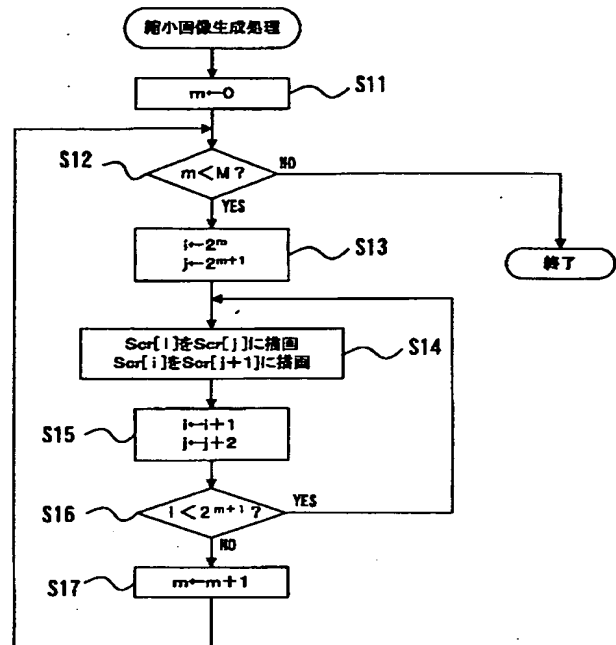 縮小画像生成処理
m←0
S11
S12
m<M?
NO
YES
i←2^m
j←2^m+1
S13
終了
Scr[i]をScr[j]に描画
Scr[i]をScr[j+1]に描画
S14
S15
i←i+1
j←j+2
S16
i<2^m+1?
YES
NO
S17
m←m+1